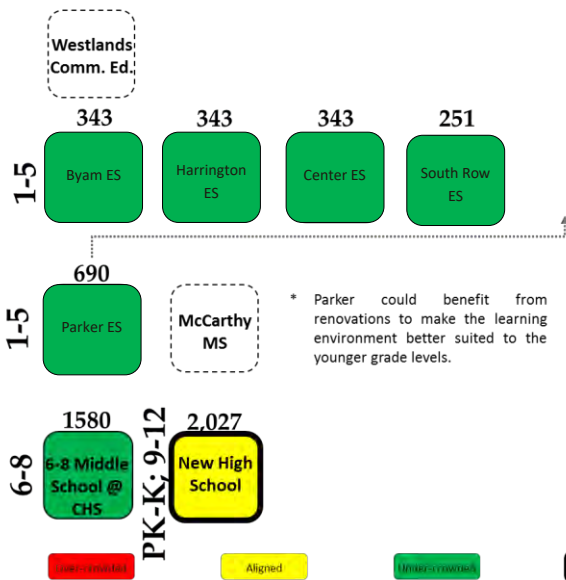 Westlands
Comm. Ed.
343 343 343 251
1-5
Byam ES
Harrington
ES
Center ES
South Row
ES
690
1-5
Parker ES
McCarthy
MS
* Parker could benefit from
renovations to make the learning
environment better suited to the
younger grade levels.
1580 2,027
6-8
6-8 Middle
School @
CHS
PK-K; 9-12
New High
School
Aligned